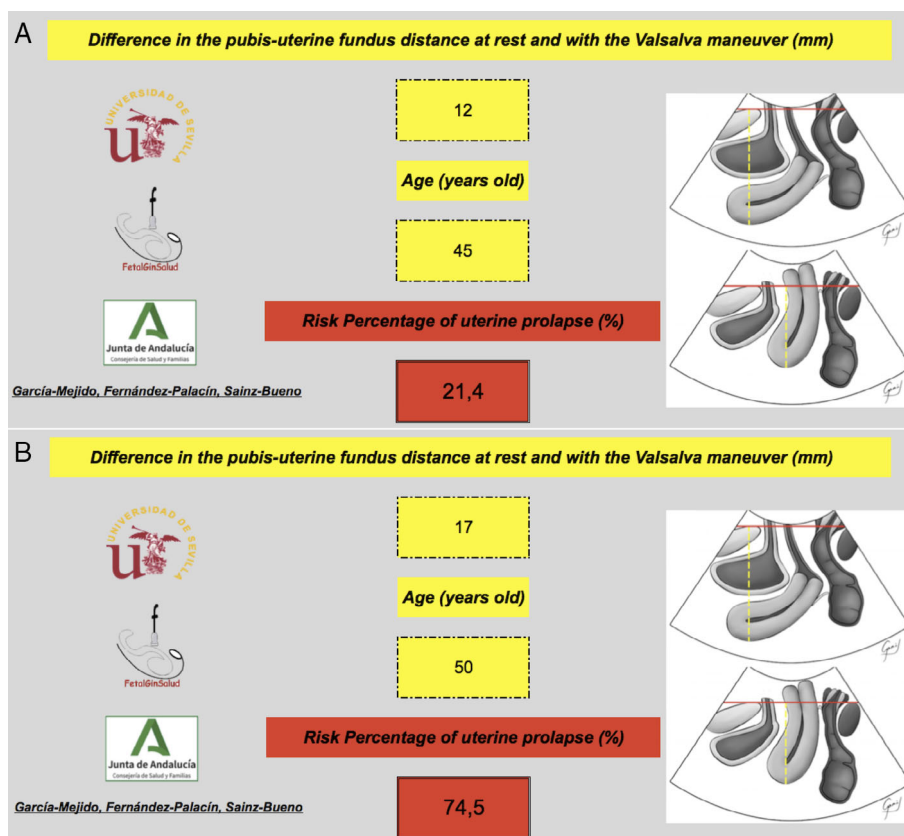 A
Difference in the pubis-uterine fundus distance at rest and with the Valsalva maneuver (mm)
UNIVERSIDAD DE SEVILLA
12
Age (years old)
FetalGinSalud
45
Junta de Andalucía
Consejería de Salud y Familias
Risk Percentage of uterine prolapse (%)
García-Mejido, Fernández-Palacín, Sainz-Bueno
21,4
B
Difference in the pubis-uterine fundus distance at rest and with the Valsalva maneuver (mm)
UNIVERSIDAD DE SEVILLA
17
Age (years old)
FetalGinSalud
50
Junta de Andalucía
Consejería de Salud y Familias
Risk Percentage of uterine prolapse (%)
García-Mejido, Fernández-Palacín, Sainz-Bueno
74,5